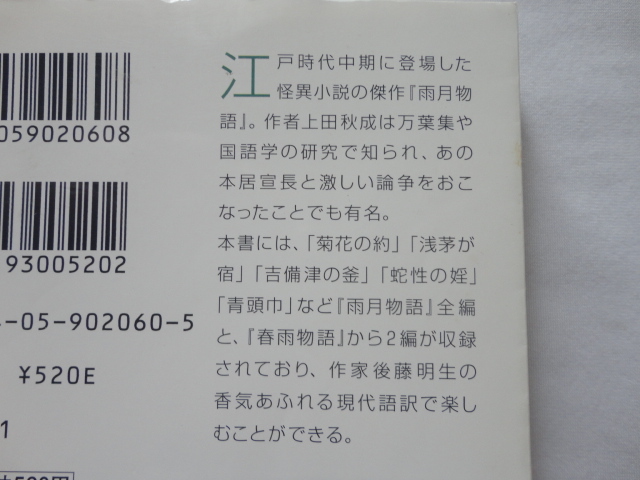 059020608
93005202
-05-902060-5
¥520E
1
江戸時代中期に登場した
怪異小説の傑作『雨月物
語』。作者上田秋成は万葉集や
国語学の研究で知られ、あの
本居宣長と激しい論争をおこ
なったことでも有名。
本書には、「菊花の約」「浅茅が
宿」「吉備津の釜」「蛇性の婬」
「青頭巾」など『雨月物語』全編
と、『春雨物語』から2編が収録
されており、作家後藤明生の
香気あふれる現代語訳で楽し
むことができる。